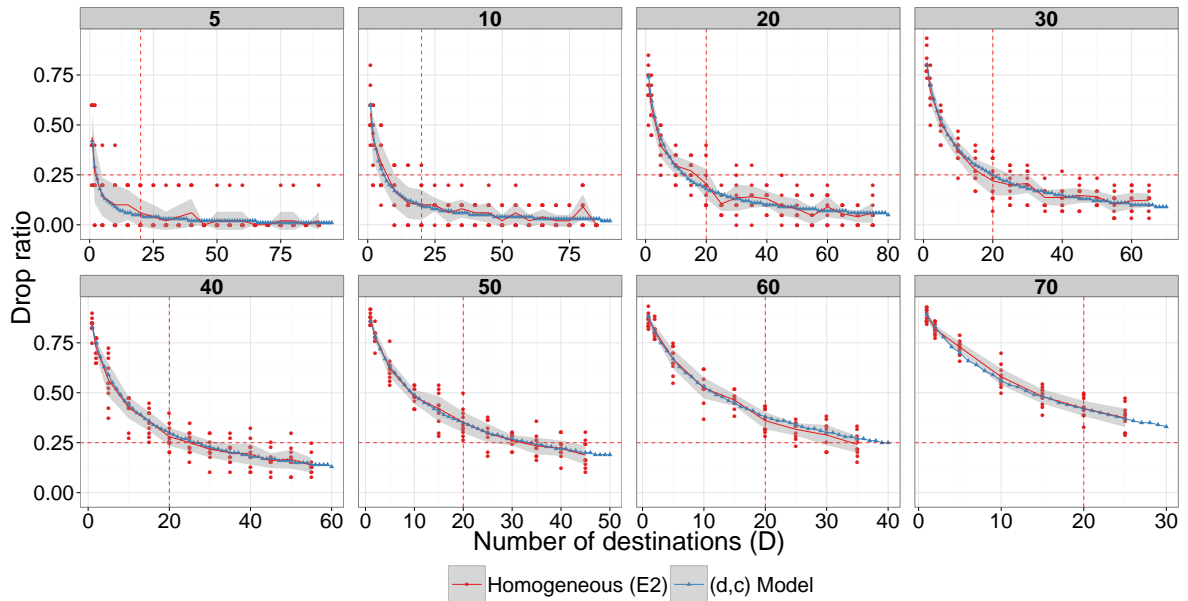 5 10 20 30
Drop ratio
0.75
0.50
0.25
0.00
0 25 50 75 0 25 50 75 0 20 40 60 80 0 20 40 60
40 50 60 70
0.75
0.50
0.25
0.00
0 20 40 60 0 10 20 30 40 50 0 10 20 30 40 0 10 20 30
Number of destinations (D)
Homogeneous (E2) (d,c) Model